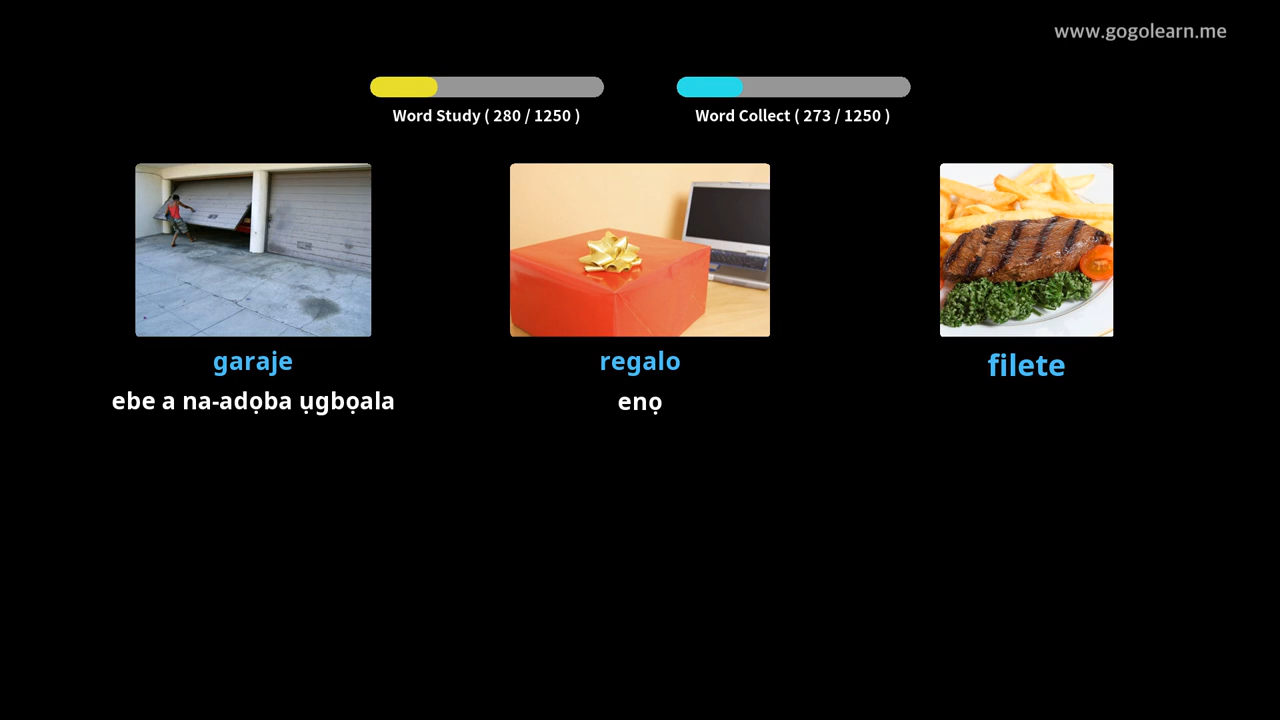 www.gogolearn.me
Word Study ( 280 / 1250 )
Word Collect ( 273 / 1250 )
garaje
ebe a na-adọba ụgbọala
regalo
enọ
filete